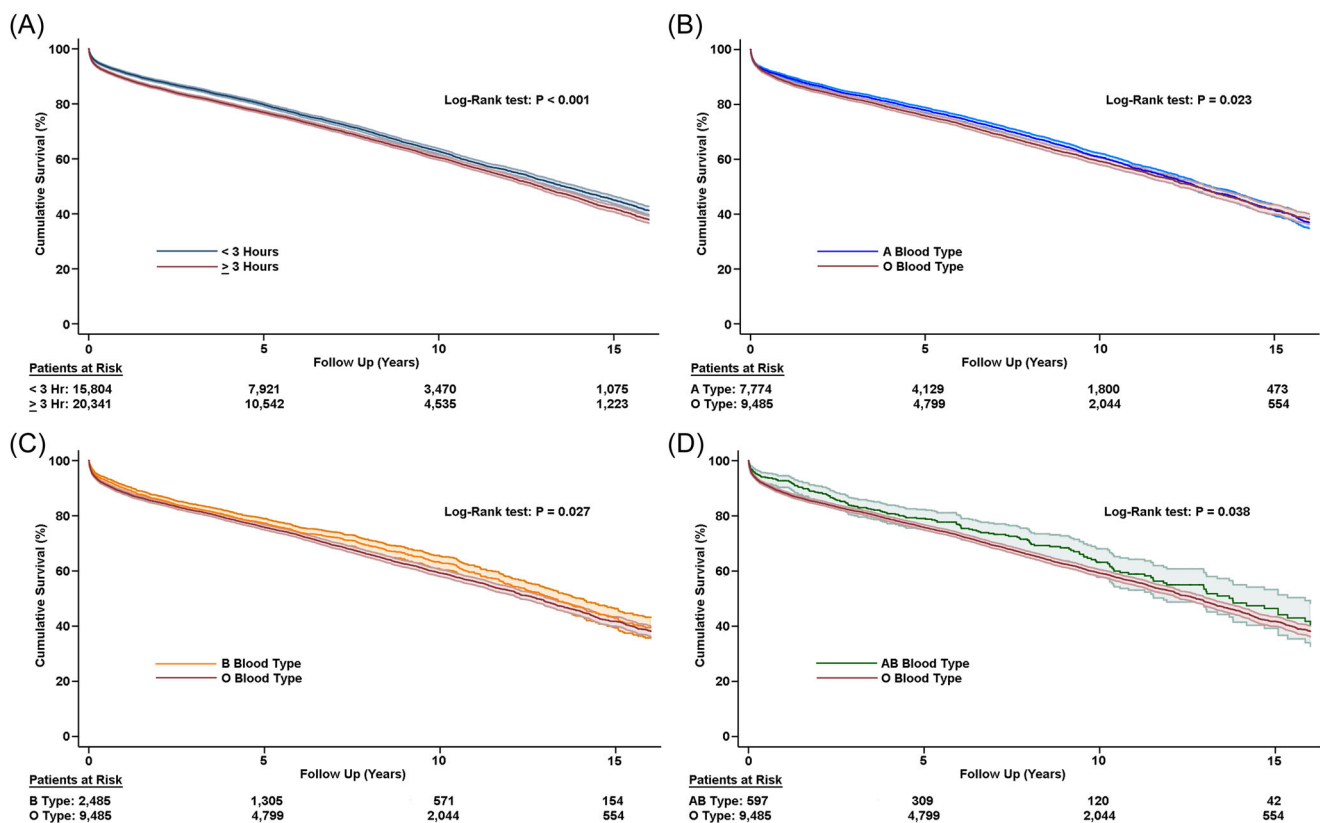 (A)
Cumulative Survival (%)
100
80
60
40
20
0
Log-Rank test: P < 0.001
< 3 Hours
≥ 3 Hours
0 5 10 15
Follow Up (Years)
Patients at Risk
< 3 Hr: 15,804 7,921 3,470 1,075
≥ 3 Hr: 20,341 10,542 4,535 1,223
(B)
Cumulative Survival (%)
100
80
60
40
20
0
Log-Rank test: P = 0.023
A Blood Type
O Blood Type
0 5 10 15
Follow Up (Years)
Patients at Risk
A Type: 7,774 4,129 1,800 473
O Type: 9,485 4,799 2,044 554
(C)
Cumulative Survival (%)
100
80
60
40
20
0
Log-Rank test: P = 0.027
B Blood Type
O Blood Type
0 5 10 15
Follow Up (Years)
Patients at Risk
B Type: 2,485 1,305 571 154
O Type: 9,485 4,799 2,044 554
(D)
Cumulative Survival (%)
100
80
60
40
20
0
Log-Rank test: P = 0.038
AB Blood Type
O Blood Type
0 5 10 15
Follow Up (Years)
Patients at Risk
AB Type: 597 309 120 42
O Type: 9,485 4,799 2,044 554